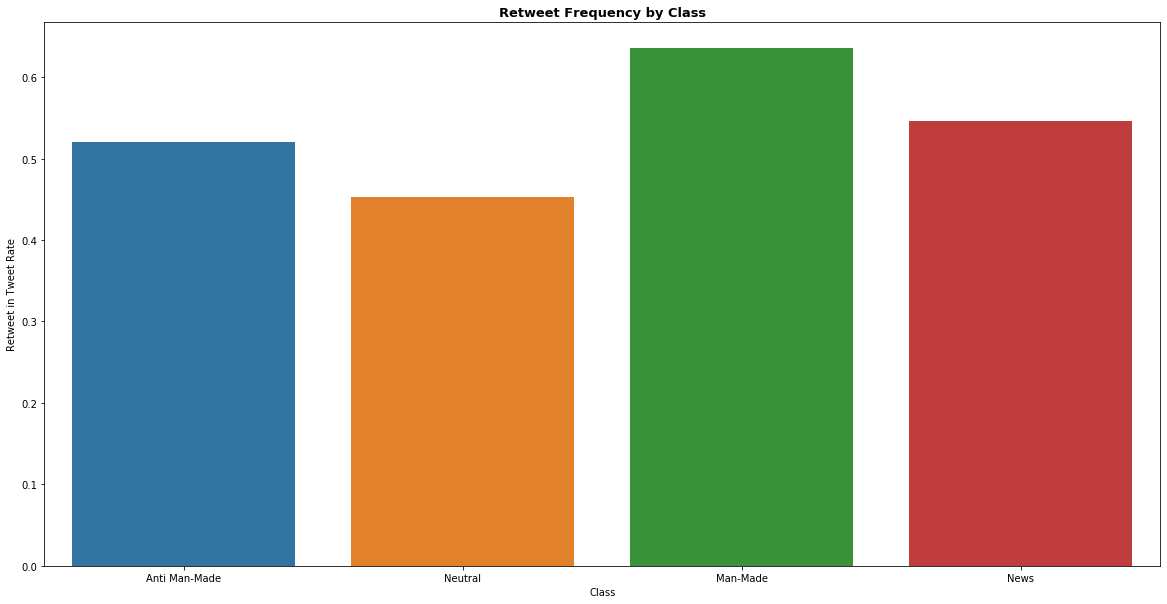 Retweet Frequency by Class
Retweet in Tweet Rate
0.6
0.5
0.4
0.3
0.2
0.1
0.0
Anti Man-Made Neutral Man-Made News
Class